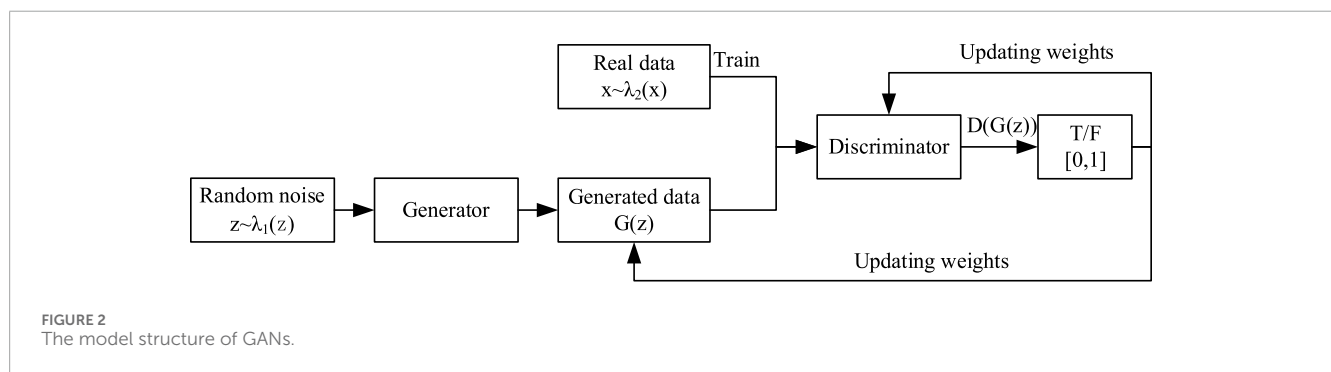 Real data
x~λ₂(x)
Train
Updating weights
Discriminator
D(G(z))
T/F
[0,1]
Random noise
z~λ₁(z)
Generator
Generated data
G(z)
Updating weights
FIGURE 2
The model structure of GANs.